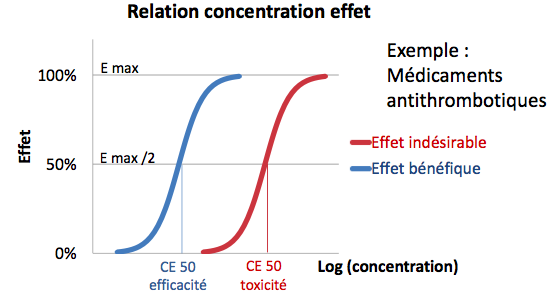 Relation concentration effet
Exemple :
Médicaments
antithrombotiques
Effet indésirable
Effet bénéfique
Effet
100%
E max
50%
E max /2
0%
CE 50
efficacité
CE 50
toxicité
Log (concentration)